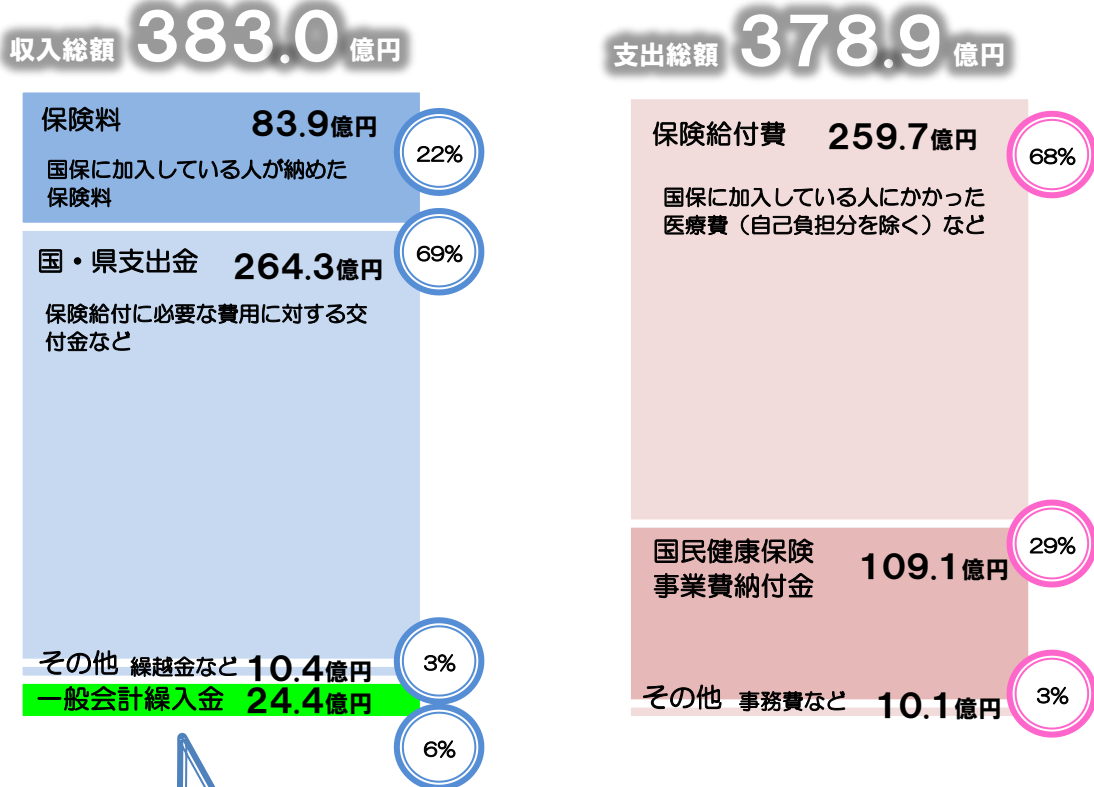 収入総額 383.0 億円
保険料 83.9億円
22%
国保に加入している人が納めた
保険料
国・県支出金 264.3億円
69%
保険給付に必要な費用に対する交
付金など
その他 繰越金など 10.4億円
3%
一般会計繰入金 24.4億円
6%
支出総額 378.9 億円
保険給付費 259.7億円
68%
国保に加入している人にかかった
医療費（自己負担分を除く）など
国民健康保険
事業費納付金
109.1億円
29%
その他 事務費など 10.1億円
3%